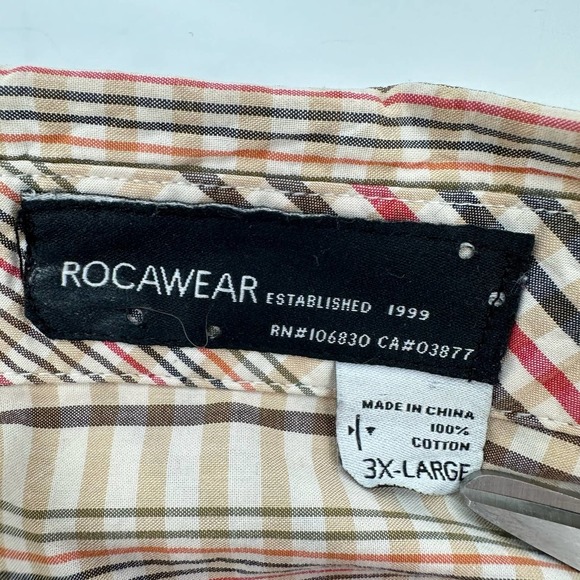 ROCAWEAR ESTABLISHED 1999
RN#106830 CA#03877
MADE IN CHINA
100%
COTTON
3X-LARGE